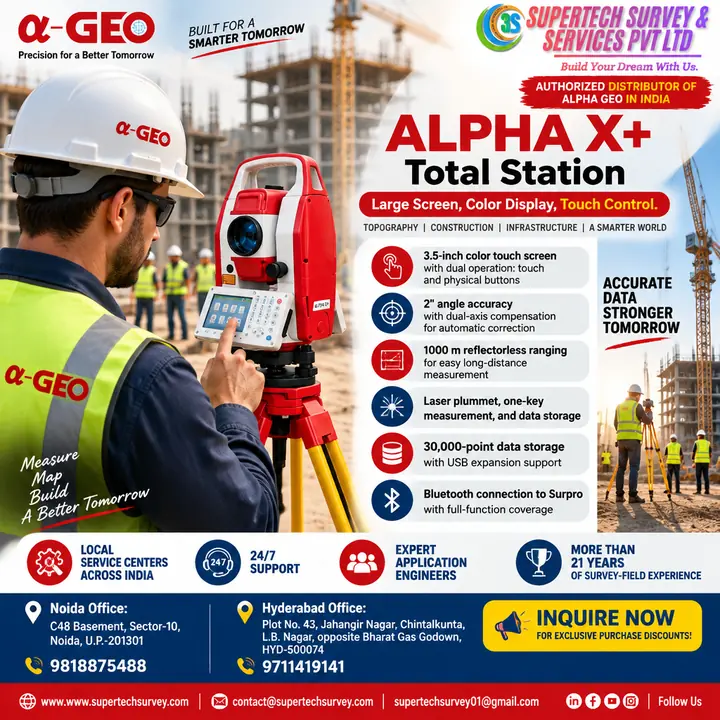 α-GEO
Precision for a Better Tomorrow
BUILT FOR A
SMARTER TOMORROW
3S
SUPERTECH SURVEY &
SERVICES PVT LTD
Build Your Dream With Us.
AUTHORIZED DISTRIBUTOR OF
ALPHA GEO IN INDIA
α-GEO
ALPHA X+
Total Station
Large Screen, Color Display, Touch Control.
TOPOGRAPHY | CONSTRUCTION | INFRASTRUCTURE | A SMARTER WORLD
3.5-inch color touch screen
with dual operation: touch
and physical buttons
2" angle accuracy
with dual-axis compensation
for automatic correction
1000 m reflectorless ranging
for easy long-distance
measurement
Laser plummet, one-key
measurement, and data storage
30,000-point data storage
with USB expansion support
Bluetooth connection to Surpro
with full-function coverage
ACCURATE
DATA
STRONGER
TOMORROW
ALPHA X+
α-GEO
Measure
Map
Build
A Better Tomorrow
LOCAL
SERVICE CENTERS
ACROSS INDIA
247
24/7
SUPPORT
EXPERT
APPLICATION
ENGINEERS
MORE THAN
21 YEARS
OF SURVEY-FIELD EXPERIENCE
Noida Office:
C48 Basement, Sector-10,
Noida, U.P.-201301
9818875488
Hyderabad Office:
Plot No. 43, Jahangir Nagar, Chintalkunta,
L.B. Nagar, opposite Bharat Gas Godown,
HYD-500074
9711419141
INQUIRE NOW
FOR EXCLUSIVE PURCHASE DISCOUNTS!
www.www.supertechsurvey.com | contact@supertechsurvey.com | supertechsurvey01@gmail.com
Follow Us